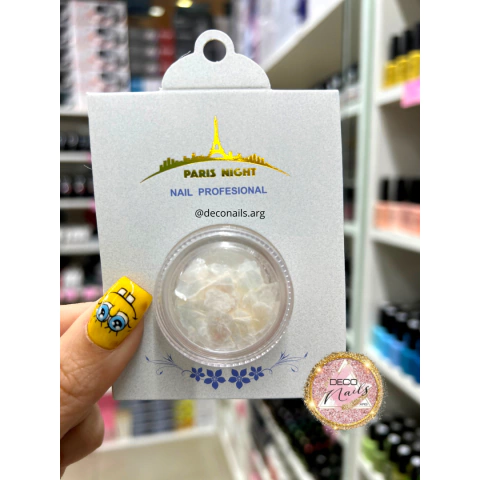 PARIS NIGHT
NAIL PROFESIONAL
@deconails.arg
DECO
Nails